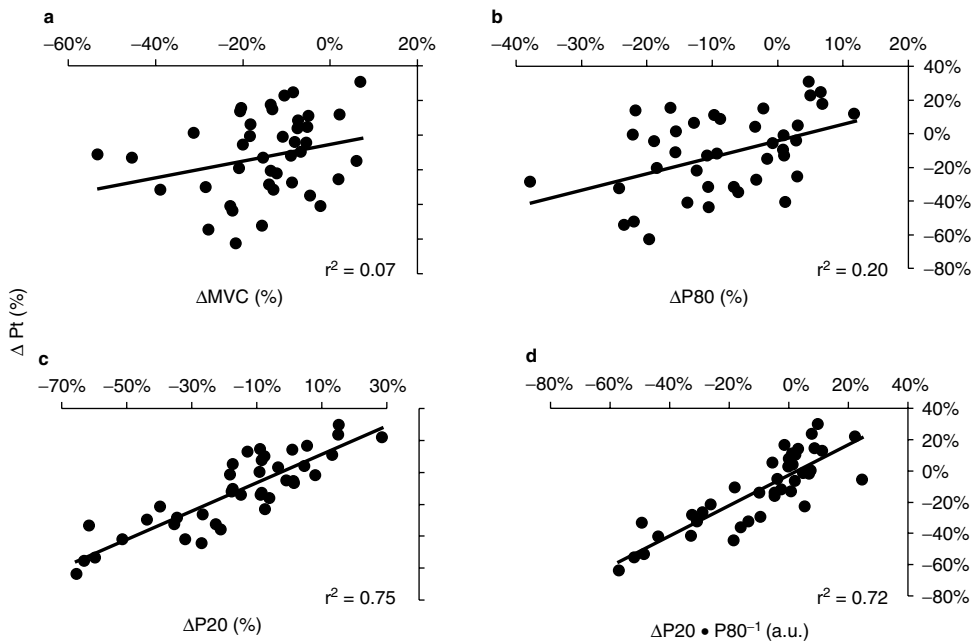 a
−60% −40% −20% 0% 20%
r² = 0.07
ΔMVC (%)
b
−40% −30% −20% −10% 0% 10% 20%
40%
20%
0%
−20%
−40%
−60%
−80%
r² = 0.20
ΔP80 (%)
Δ Pt (%)
c
−70% −50% −30% −10% 10% 30%
r² = 0.75
ΔP20 (%)
d
−80% −60% −40% −20% 0% 20% 40%
40%
20%
0%
−20%
−40%
−60%
−80%
r² = 0.72
ΔP20 • P80⁻¹ (a.u.)